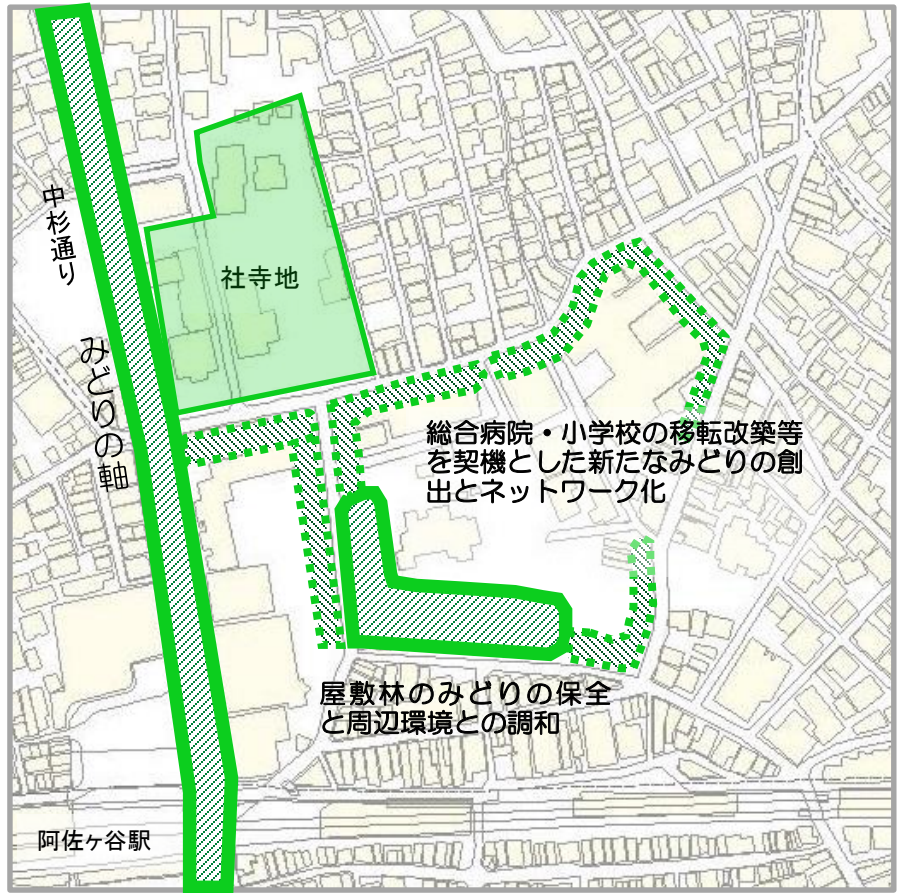 中杉通り
社寺地
みどりの軸
総合病院・小学校の移転改築等
を契機とした新たなみどりの創
出とネットワーク化
屋敷林のみどりの保全
と周辺環境との調和
阿佐ヶ谷駅